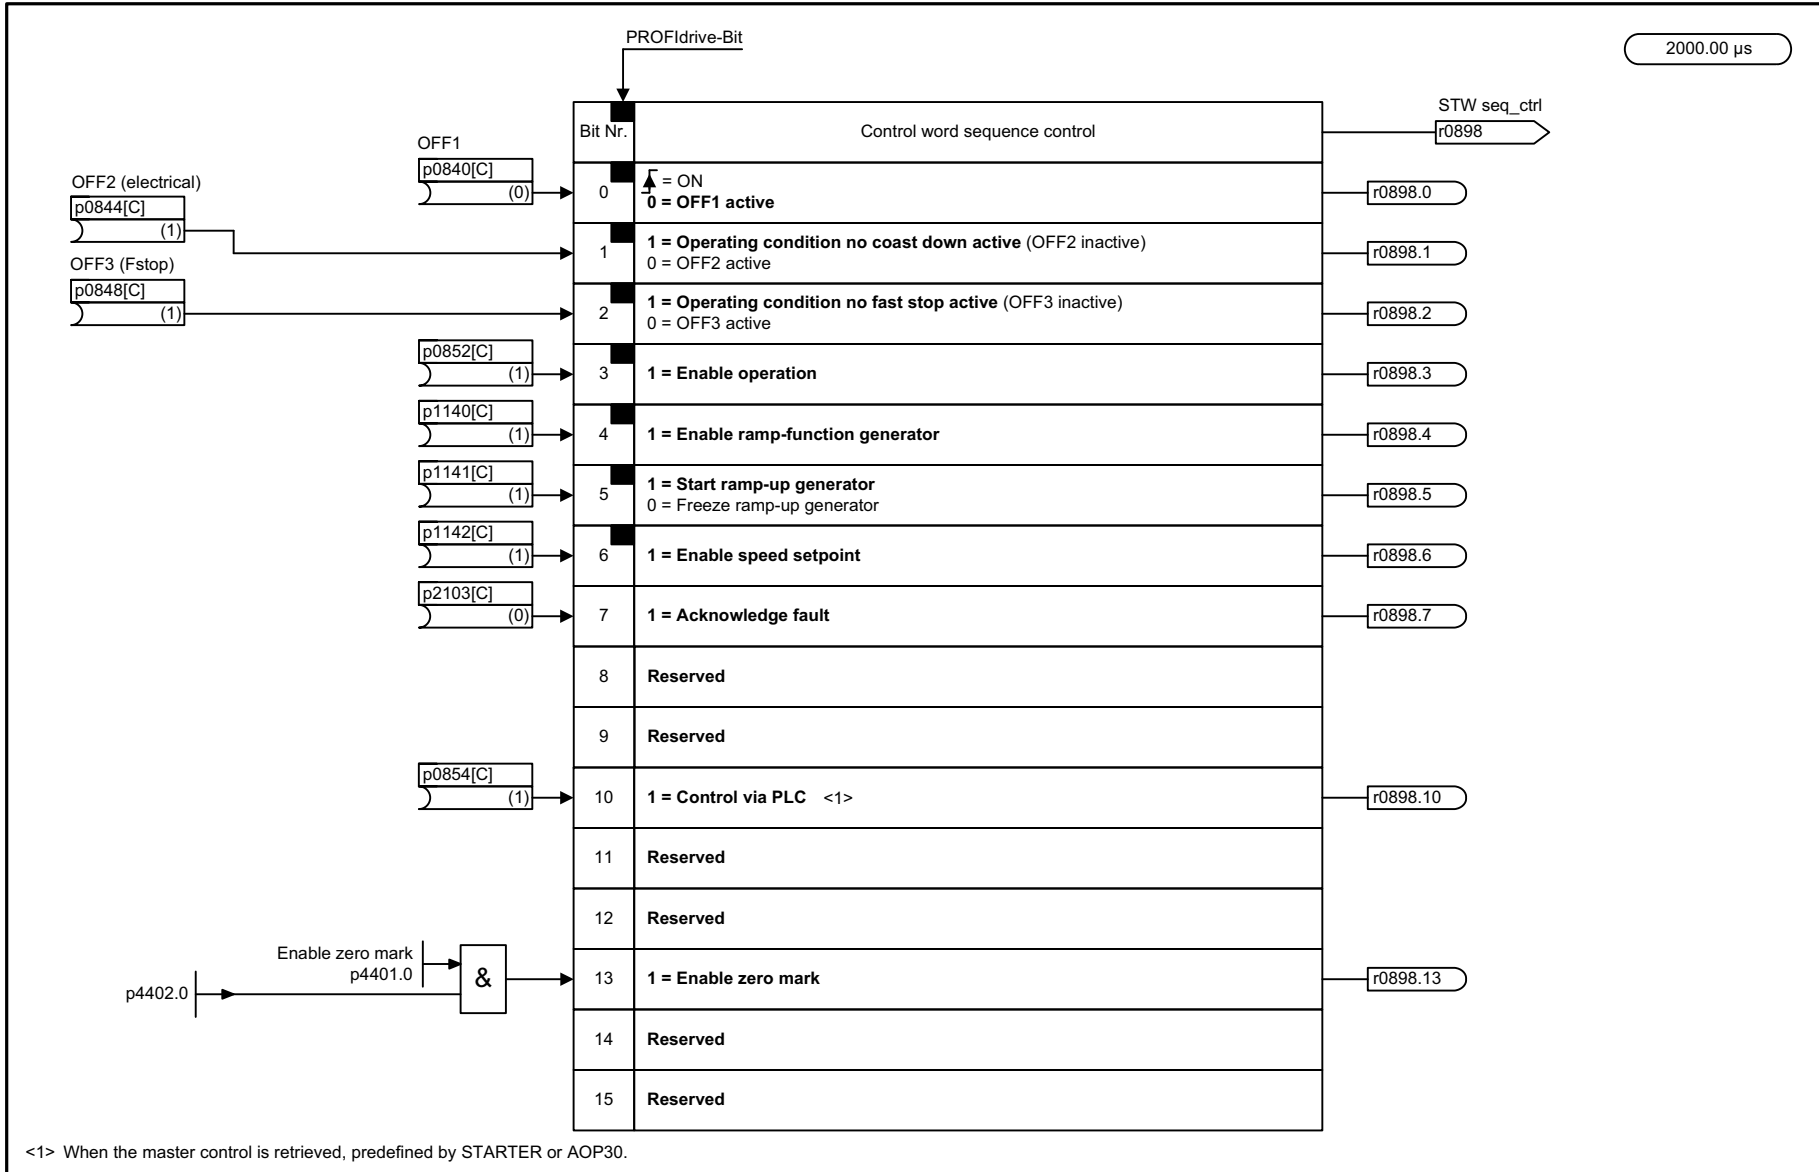 PROFIdrive-Bit
2000.00 µs
Bit Nr.
Control word sequence control
STW seq_ctrl
r0898
OFF1
p0840[C]
(0)
0
= ON
0 = OFF1 active
r0898.0
OFF2 (electrical)
p0844[C]
(1)
1
1 = Operating condition no coast down active (OFF2 inactive)
0 = OFF2 active
r0898.1
OFF3 (Fstop)
p0848[C]
(1)
2
1 = Operating condition no fast stop active (OFF3 inactive)
0 = OFF3 active
r0898.2
p0852[C]
(1)
3
1 = Enable operation
r0898.3
p1140[C]
(1)
4
1 = Enable ramp-function generator
r0898.4
p1141[C]
(1)
5
1 = Start ramp-up generator
0 = Freeze ramp-up generator
r0898.5
p1142[C]
(1)
6
1 = Enable speed setpoint
r0898.6
p2103[C]
(0)
7
1 = Acknowledge fault
r0898.7
8
Reserved
9
Reserved
p0854[C]
(1)
10
1 = Control via PLC <1>
r0898.10
11
Reserved
12
Reserved
Enable zero mark
p4401.0
p4402.0
&
13
1 = Enable zero mark
r0898.13
14
Reserved
15
Reserved
<1> When the master control is retrieved, predefined by STARTER or AOP30.